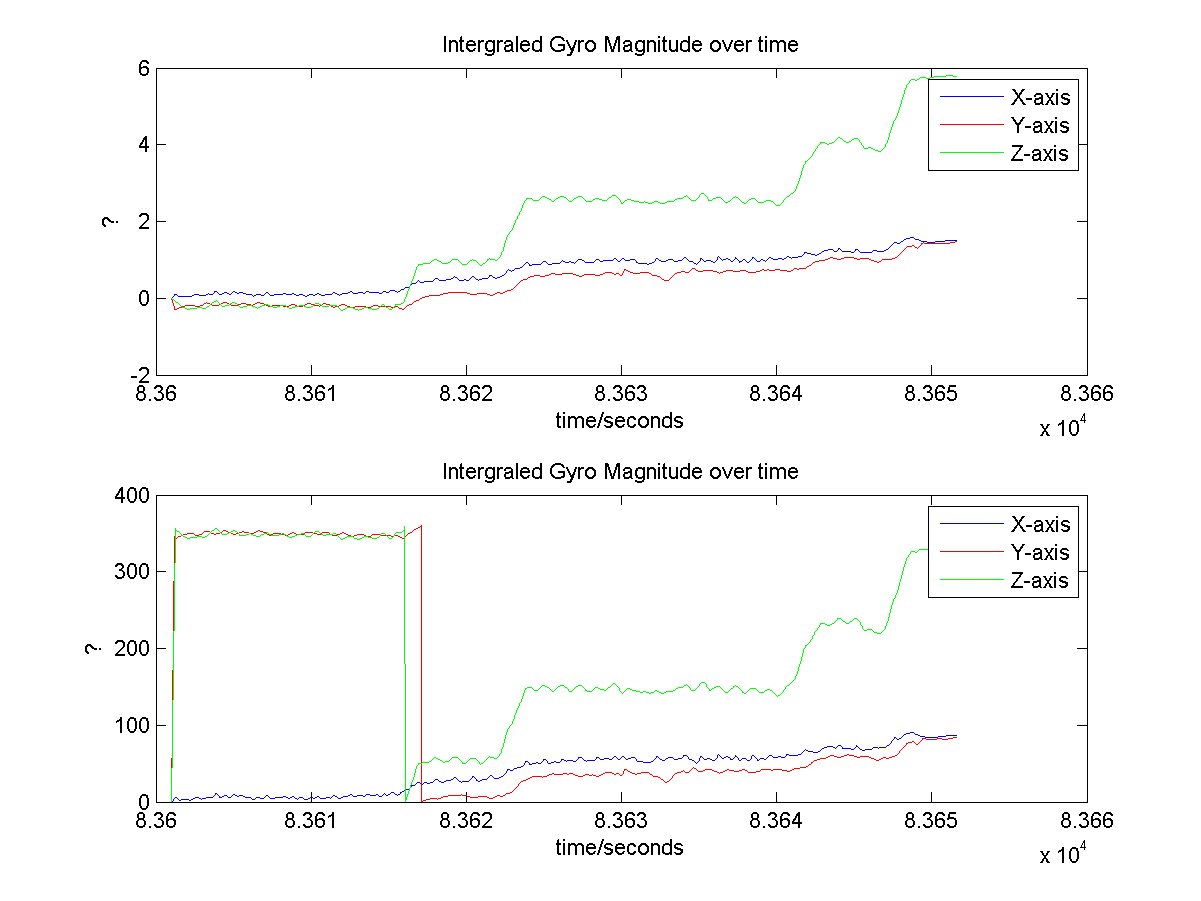 Intergraled Gyro Magnitude over time
6
4
2
0
-2
?
X-axis
Y-axis
Z-axis
8.36 8.361 8.362 8.363 8.364 8.365 8.366
time/seconds
x 10^4
Intergraled Gyro Magnitude over time
400
300
200
100
0
?
X-axis
Y-axis
Z-axis
8.36 8.361 8.362 8.363 8.364 8.365 8.366
time/seconds
x 10^4